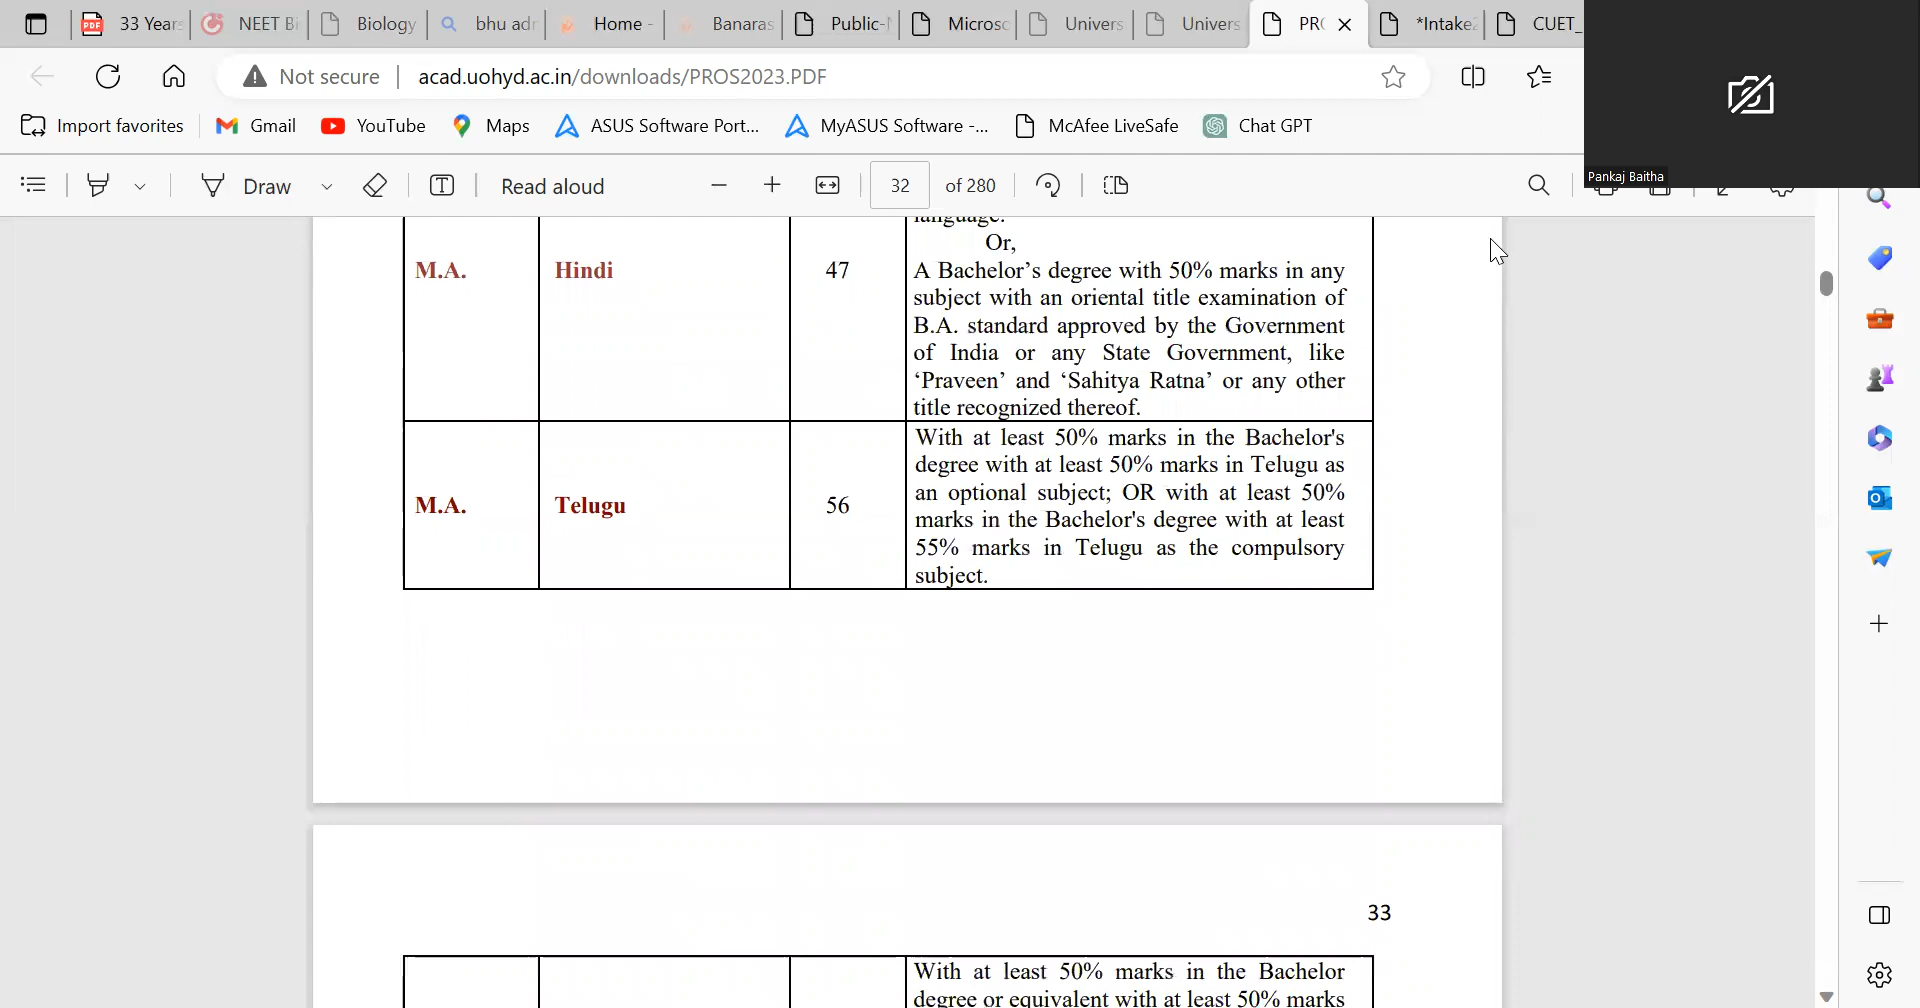 33 Years
NEET Bi
Biology
bhu adr
Home -
Banaras
Public-N
Microso
Univers
Univers
PRO
*Intake2
CUET_
Not secure
acad.uohyd.ac.in/downloads/PROS2023.PDF
Import favorites
Gmail
YouTube
Maps
ASUS Software Port...
MyASUS Software -...
McAfee LiveSafe
Chat GPT
Pankaj Baitha
Draw
Read aloud
32
of 280
language.
Or,
M.A.
Hindi
47
A Bachelor’s degree with 50% marks in any
subject with an oriental title examination of
B.A. standard approved by the Government
of India or any State Government, like
‘Praveen’ and ‘Sahitya Ratna’ or any other
title recognized thereof.
M.A.
Telugu
56
With at least 50% marks in the Bachelor's
degree with at least 50% marks in Telugu as
an optional subject; OR with at least 50%
marks in the Bachelor's degree with at least
55% marks in Telugu as the compulsory
subject.
33
With at least 50% marks in the Bachelor
degree or equivalent with at least 50% marks